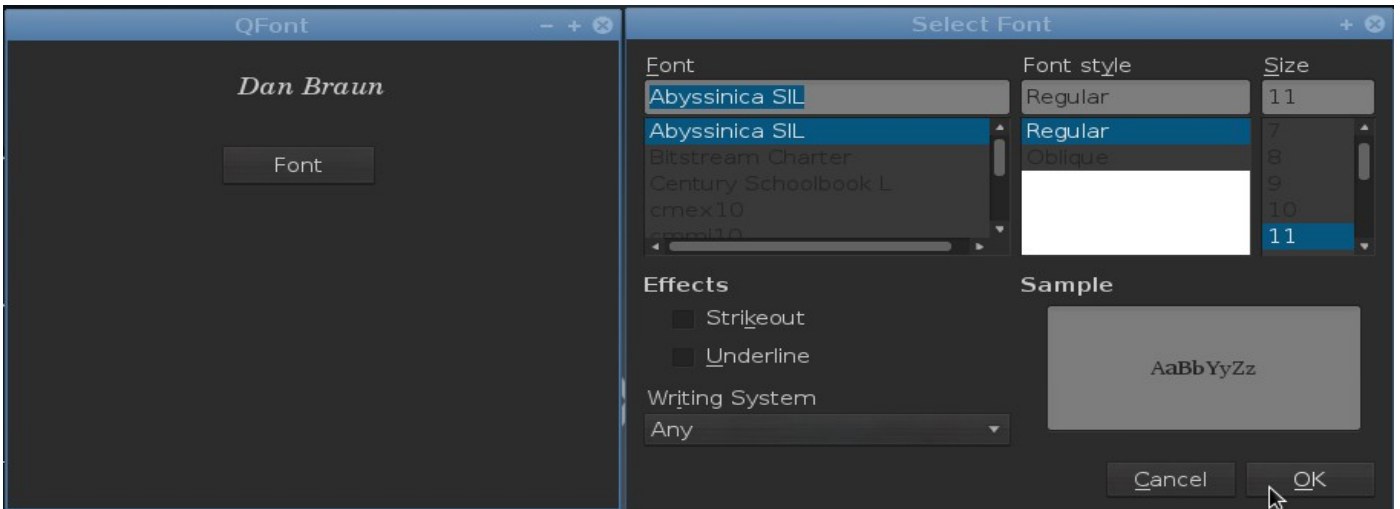 QFont
Dan Braun
Font
Select Font
Font
Font style
Size
Abyssinica SIL
Regular
11
Abyssinica SIL
Bitstream Charter
Century Schoolbook L
cmex10
cmmi10
Regular
Oblique
7
8
9
10
11
Effects
Strikeout
Underline
Writing System
Any
Sample
AaBbYyZz
Cancel
OK